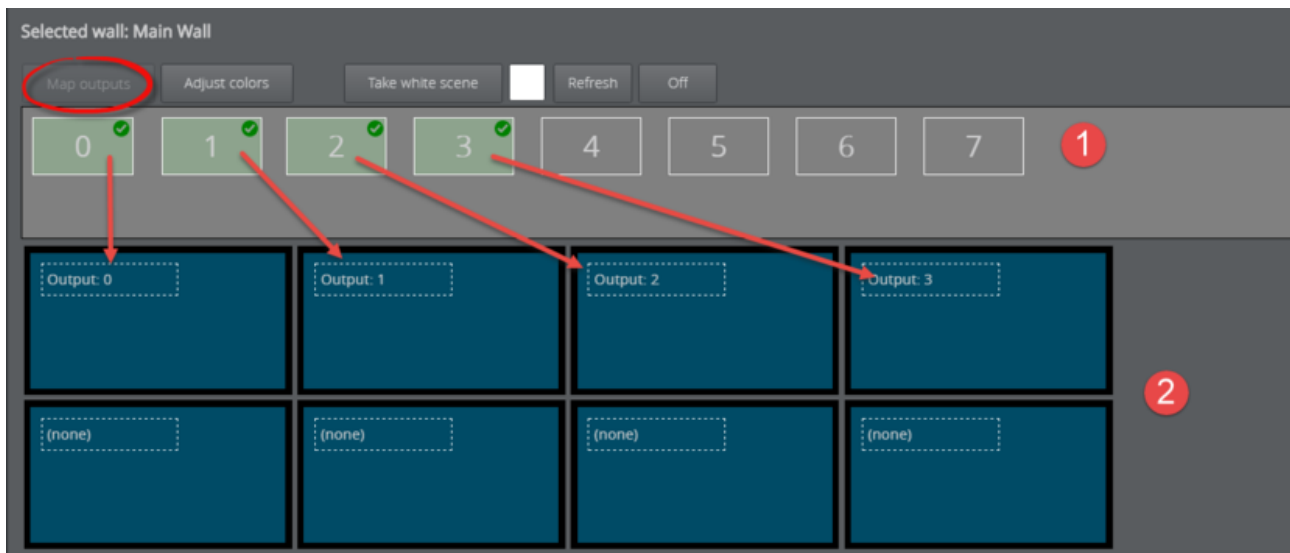 Selected wall: Main Wall
Map outputs Adjust colors Take white scene Refresh Off
0 1 2 3 4 5 6 7 1
Output: 0 Output: 1 Output: 2 Output: 3
2
(none) (none) (none) (none)